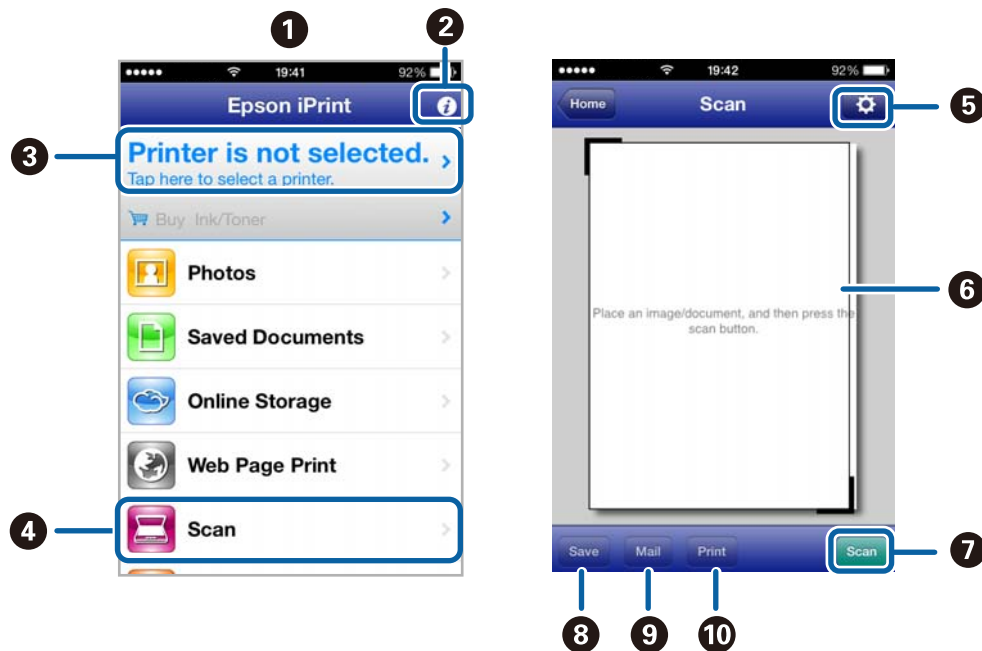 1
2
19:41
92%
Epson iPrint
3
Printer is not selected.
Tap here to select a printer.
Buy Ink/Toner
Photos
Saved Documents
Online Storage
Web Page Print
4
Scan
19:42
92%
Home
Scan
5
6
Place an image/document, and then press the
scan button.
Save
Mail
Print
Scan
7
8
9
10